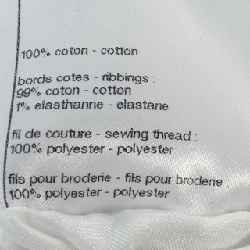 100% coton - cotton
bords cotes - ribbings :
99% coton - cotton
1% elasthanne - elastane
fil de couture - sewing thread :
100% polyester - polyester
fils pour broderie - fils pour broderie :
100% polyester - polyester